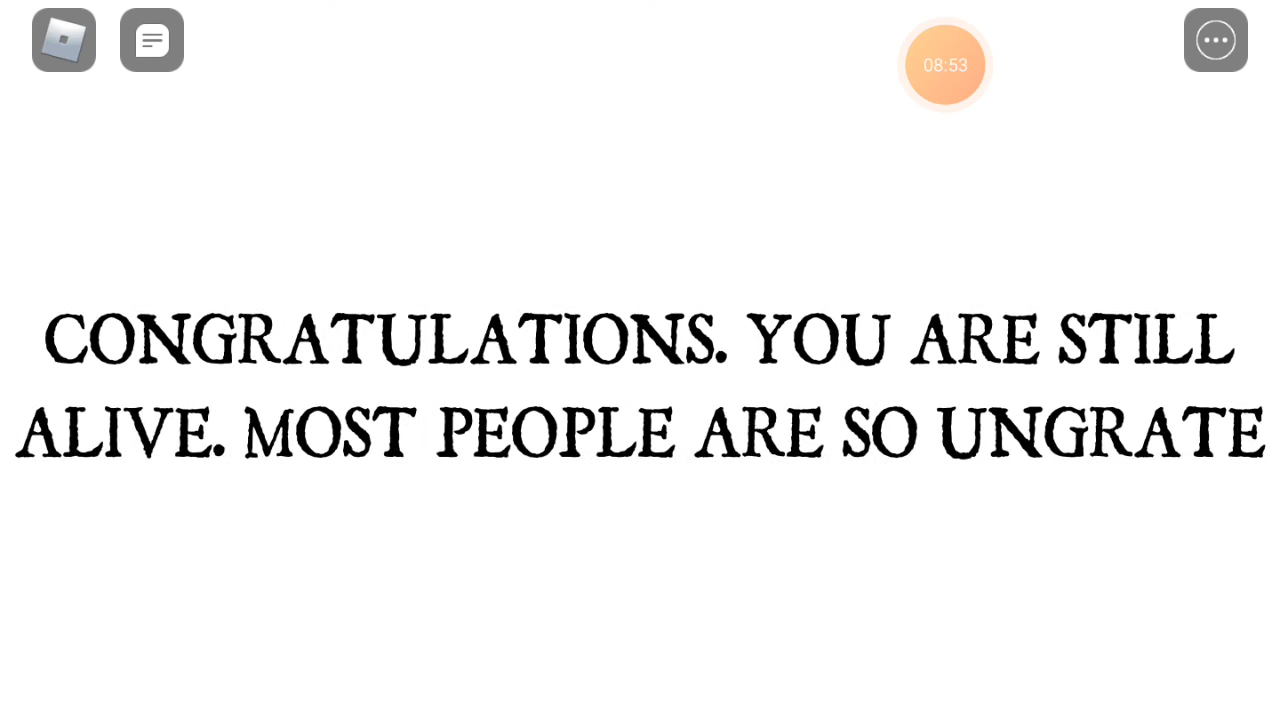 08:53
CONGRATULATIONS. YOU ARE STILL
ALIVE. MOST PEOPLE ARE SO UNGRATE